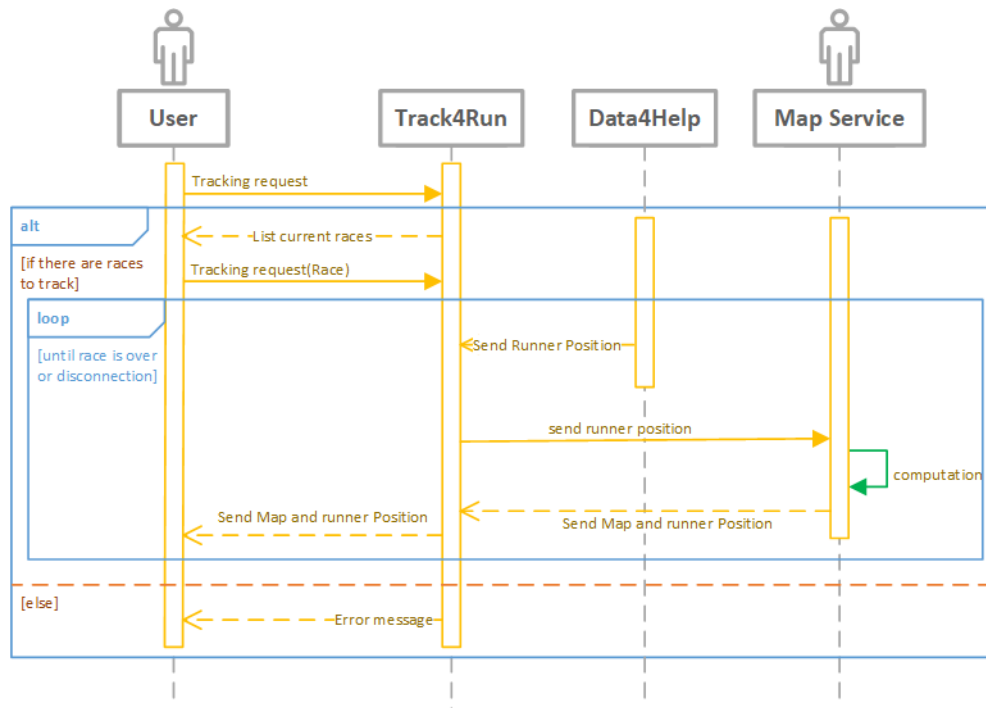 User
Track4Run
Data4Help
Map Service
Tracking request
alt
List current races
[if there are races
to track]
Tracking request(Race)
loop
[until race is over
or disconnection]
Send Runner Position
send runner position
computation
Send Map and runner Position
Send Map and runner Position
[else]
Error message